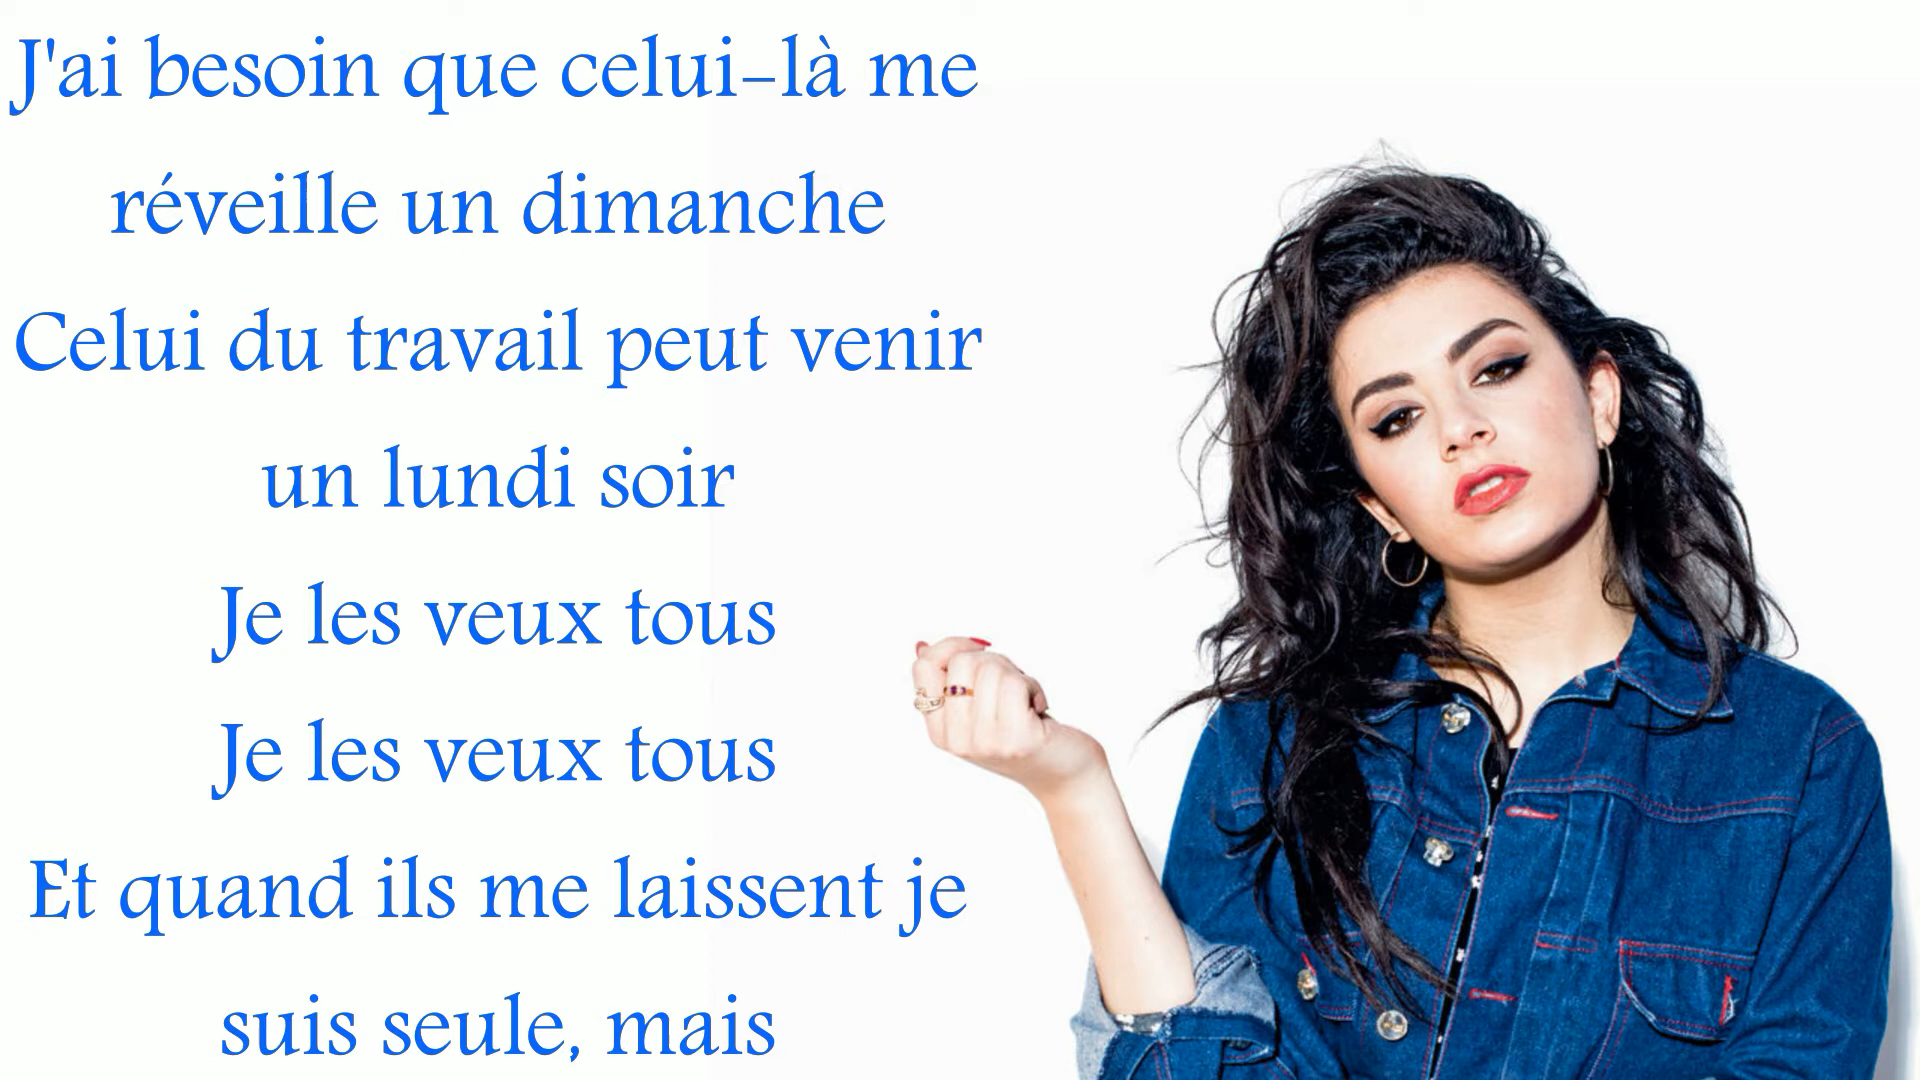 J'ai besoin que celui-là me
réveille un dimanche
Celui du travail peut venir
un lundi soir
Je les veux tous
Je les veux tous
Et quand ils me laissent je
suis seule, mais